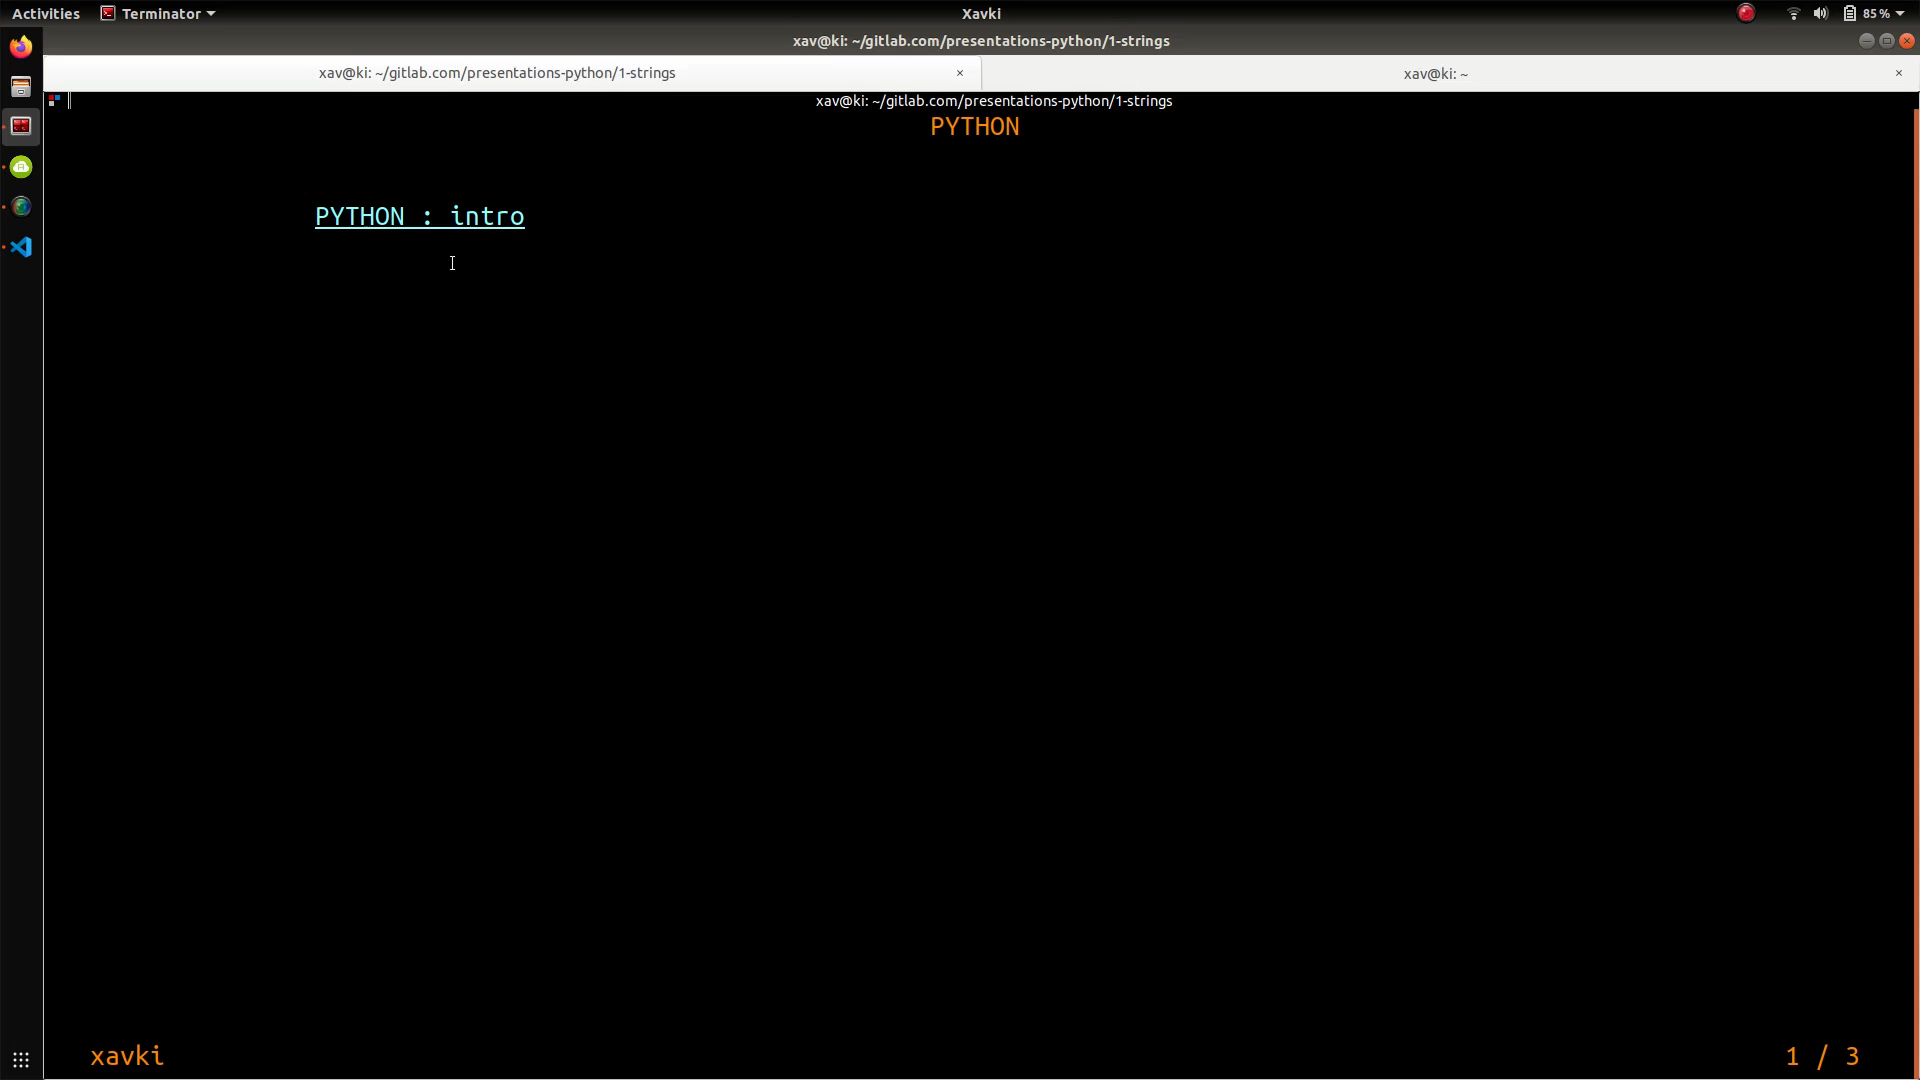 Activities Terminator Xavki 85%
xav@ki: ~/gitlab.com/presentations-python/1-strings
xav@ki: ~/gitlab.com/presentations-python/1-strings × xav@ki: ~ ×
xav@ki: ~/gitlab.com/presentations-python/1-strings
PYTHON
PYTHON : intro
xavki 1 / 3